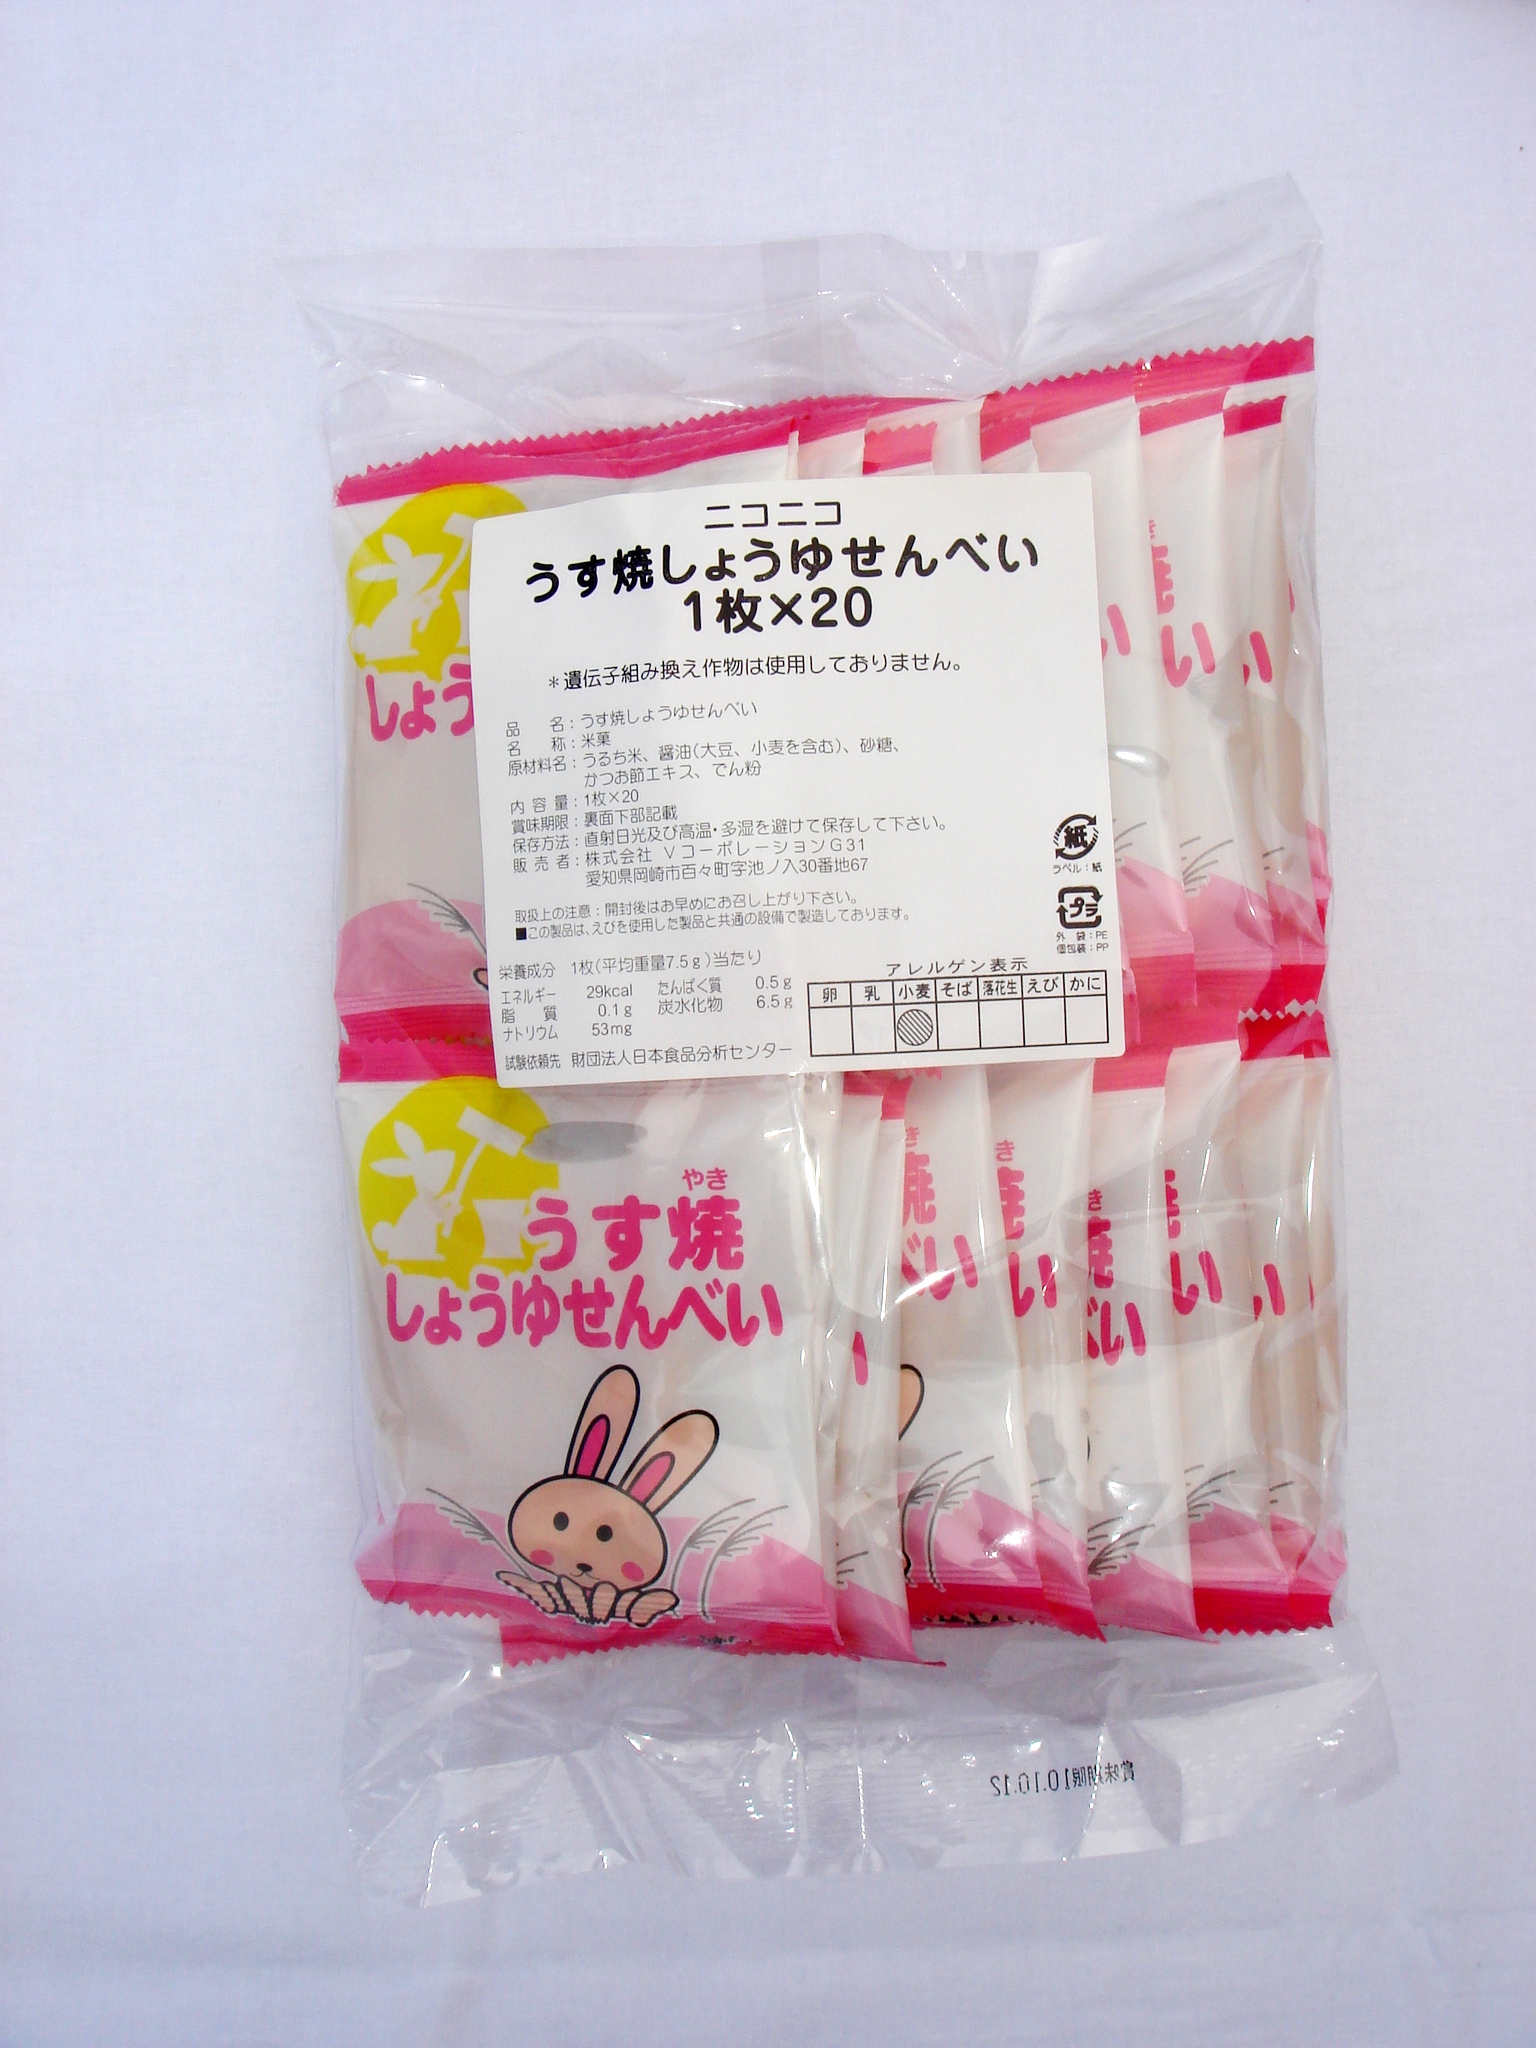 ニコニコ
うす焼しょうゆせんべい
1枚×20
＊遺伝子組み換え作物は使用しておりません。
品名：うす焼しょうゆせんべい
名称：米菓
原材料名：うるち米、醤油(大豆、小麦を含む)、砂糖、
かつお節エキス、でん粉
内容量：1枚×20
賞味期限：裏面下部記載
保存方法：直射日光及び高温・多湿を避けて保存して下さい。
販売者：株式会社 VコーポレーションG31
愛知県岡崎市百々町字池ノ入30番地67
取扱上の注意：開封後はお早めにお召し上がり下さい。
■この製品は、えびを使用した製品と共通の設備で製造しております。
紙
ラベル：紙
プラ
外袋：PE
個包装：PP
栄養成分 1枚(平均重量7.5g)当たり
エネルギー 29kcal たんぱく質 0.5g
脂質 0.1g 炭水化物 6.5g
ナトリウム 53mg
試験依頼先 財団法人日本食品分析センター
アレルゲン表示
卵 乳 小麦 そば 落花生 えび かに
しょう
やき
うす焼
しょうゆせんべい
賞味期限10.10.12